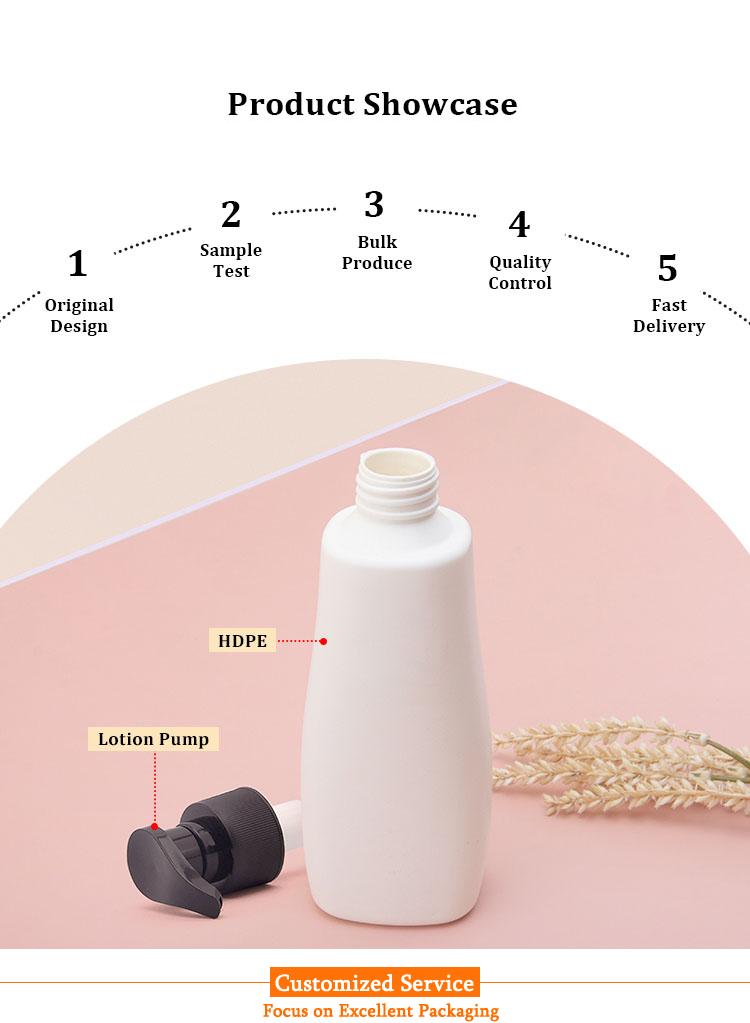 Product Showcase
1
Original
Design
2
Sample
Test
3
Bulk
Produce
4
Quality
Control
5
Fast
Delivery
HDPE
Lotion Pump
Customized Service
Focus on Excellent Packaging